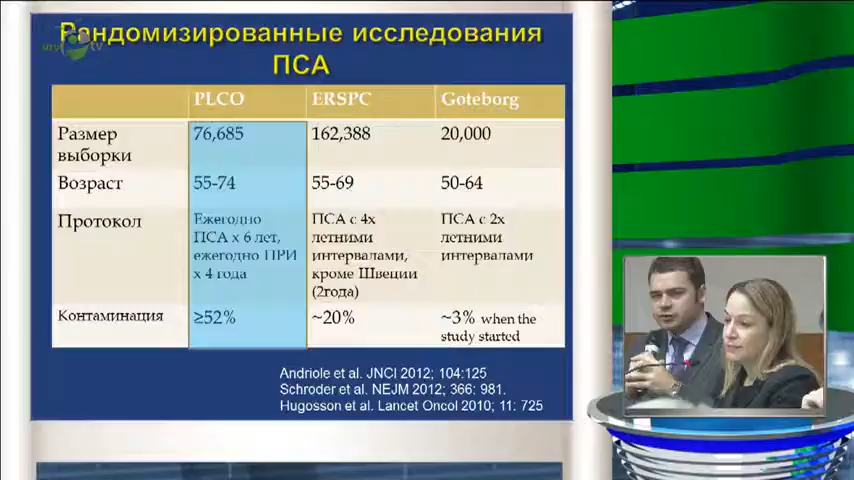 Рандомизированные исследования
ПСА
PLCO ERSPC Goteborg
Размер выборки 76,685 162,388 20,000
Возраст 55-74 55-69 50-64
Протокол
Ежегодно
ПСА x 6 лет,
ежегодно ПРИ
x 4 года
ПСА с 4х
летними
интервалами,
кроме Швеции
(2года)
ПСА с 2х
летними
интервалами
Контаминация ≥52% ~20% ~3% when the
study started
Andriole et al. JNCI 2012; 104:125
Schroder et al. NEJM 2012; 366: 981.
Hugosson et al. Lancet Oncol 2010; 11: 725